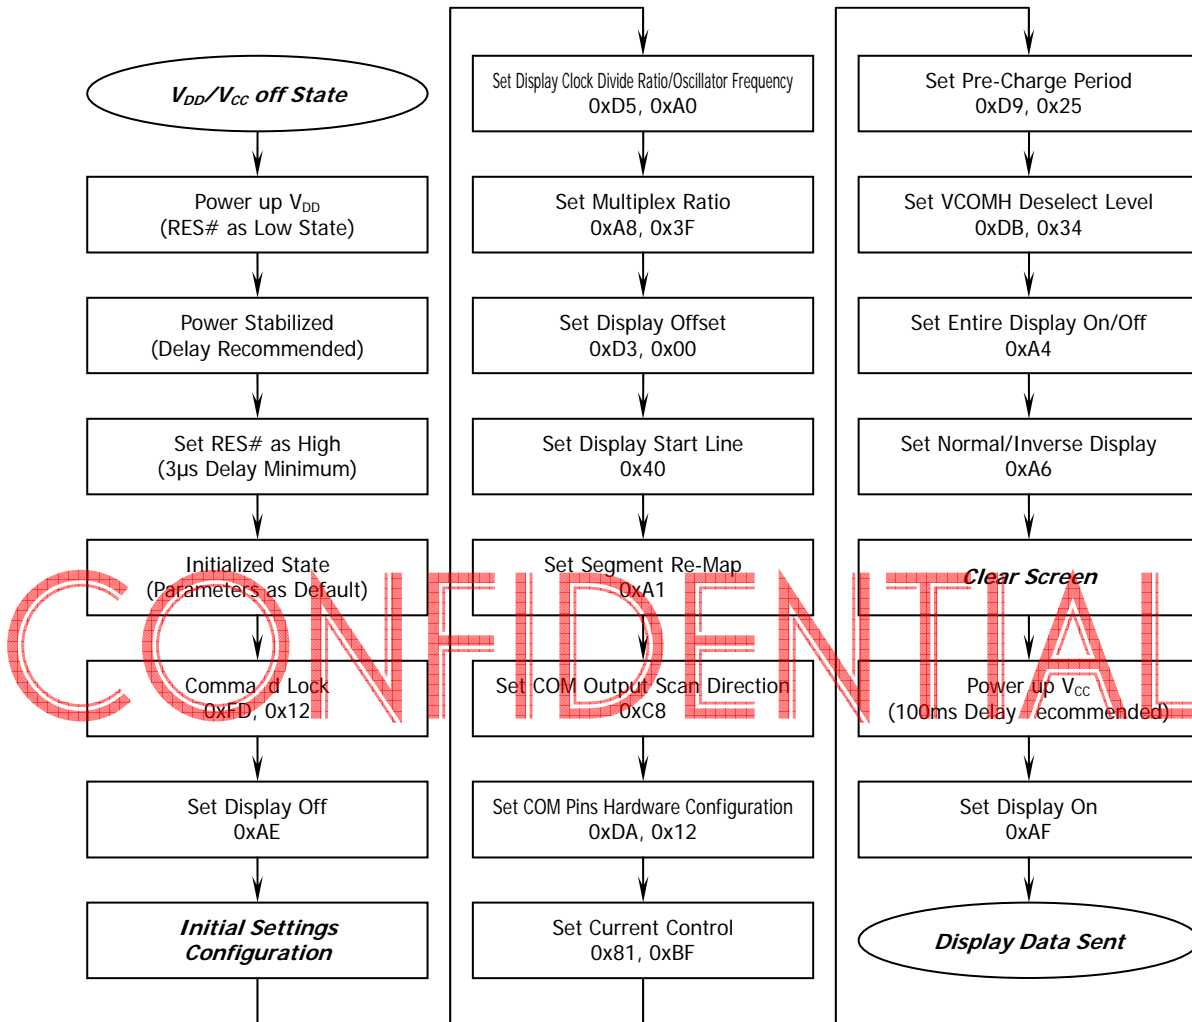 V_DD/V_CC off State
Power up V_DD
(RES# as Low State)
Power Stabilized
(Delay Recommended)
Set RES# as High
(3µs Delay Minimum)
Initialized State
(Parameters as Default)
Command Lock
0xFD, 0x12
Set Display Off
0xAE
Initial Settings
Configuration
Set Display Clock Divide Ratio/Oscillator Frequency
0xD5, 0xA0
Set Multiplex Ratio
0xA8, 0x3F
Set Display Offset
0xD3, 0x00
Set Display Start Line
0x40
Set Segment Re-Map
0xA1
Set COM Output Scan Direction
0xC8
Set COM Pins Hardware Configuration
0xDA, 0x12
Set Current Control
0x81, 0xBF
Set Pre-Charge Period
0xD9, 0x25
Set VCOMH Deselect Level
0xDB, 0x34
Set Entire Display On/Off
0xA4
Set Normal/Inverse Display
0xA6
Clear Screen
Power up V_CC
(100ms Delay Recommended)
Set Display On
0xAF
Display Data Sent
CONFIDENTIAL